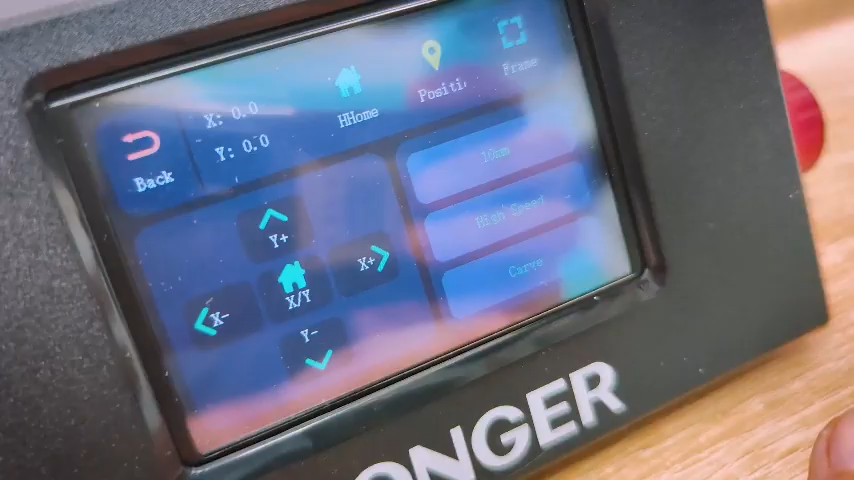 Back
X: 0.0
Y: 0.0
HHome
Positi
Frame
Y+
X-
X/Y
X+
Y-
10mm
High Speed
Carve
ONGER